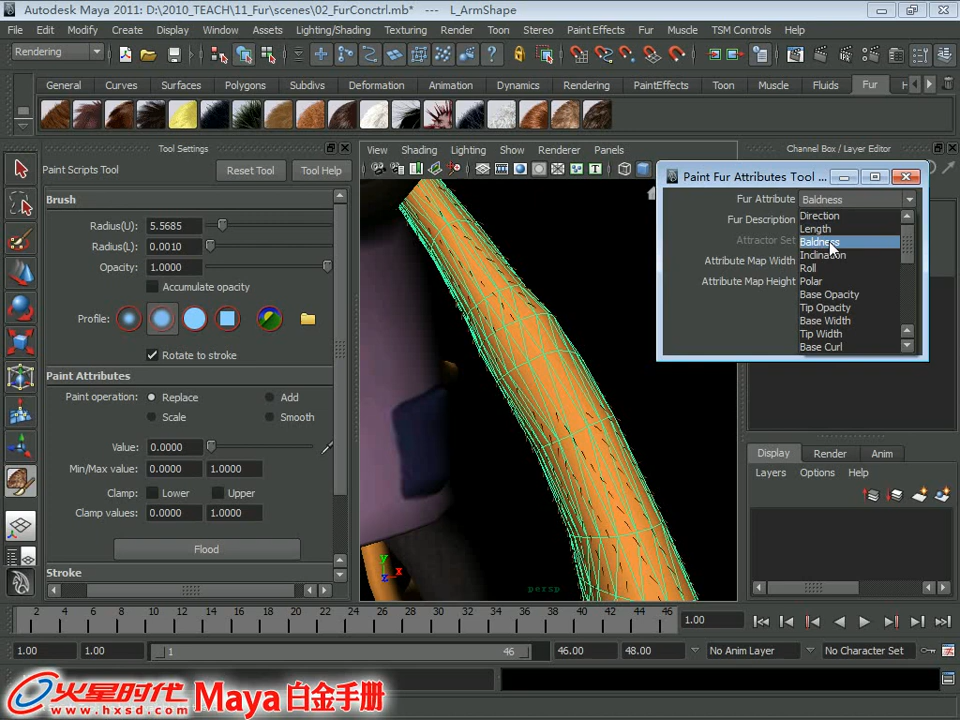 Autodesk Maya 2011: D:\2010_TEACH\11_Fur\scenes\02_FurConctrl.mb* --- L_ArmShape
File Edit Modify Create Display Window Assets Lighting/Shading Texturing Render Toon Stereo Paint Effects Fur Muscle TSM Controls Help
Rendering
General Curves Surfaces Polygons Subdivs Deformation Animation Dynamics Rendering PaintEffects Toon Muscle Fluids Fur
Tool Settings
Paint Scripts Tool Reset Tool Tool Help
Brush
Radius(U): 5.5685
Radius(L): 0.0010
Opacity: 1.0000
Accumulate opacity
Profile:
Rotate to stroke
Paint Attributes
Paint operation: Replace Add
Scale Smooth
Value: 0.0000
Min/Max value: 0.0000 1.0000
Clamp: Lower Upper
Clamp values: 0.0000 1.0000
Flood
Stroke
View Shading Lighting Show Renderer Panels
y
x
z
persp
Channel Box / Layer Editor
Paint Fur Attributes Tool ...
Fur Attribute Baldness
Fur Description
Attractor Set
Attribute Map Width
Attribute Map Height
Direction
Length
Baldness
Inclination
Roll
Polar
Base Opacity
Tip Opacity
Base Width
Tip Width
Base Curl
Display Render Anim
Layers Options Help
2 4 6 8 10 12 14 16 18 20 22 24 26 28 30 32 34 36 38 40 42 44 46
1.00
1.00 1.00 1 46 46.00 48.00 No Anim Layer No Character Set
火星时代
www.hxsd.com
Maya 白金手册